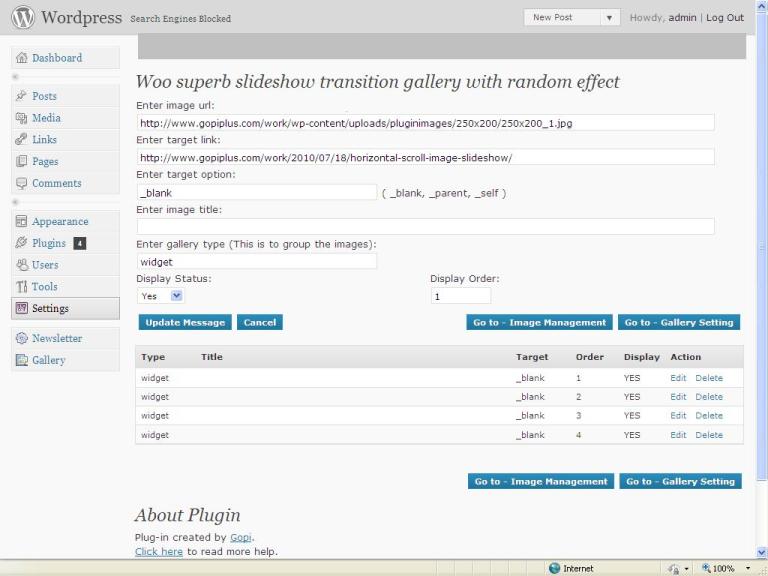 Wordpress Search Engines Blocked New Post Howdy, admin | Log Out
Dashboard
Posts
Media
Links
Pages
Comments
Appearance
Plugins 4
Users
Tools
Settings
Newsletter
Gallery
Woo superb slideshow transition gallery with random effect
Enter image url:
http://www.gopiplus.com/work/wp-content/uploads/pluginimages/250x200/250x200_1.jpg
Enter target link:
http://www.gopiplus.com/work/2010/07/18/horizontal-scroll-image-slideshow/
Enter target option:
_blank ( _blank, _parent, _self )
Enter image title:
Enter gallery type (This is to group the images):
widget
Display Status: Display Order:
Yes 1
Update Message Cancel Go to - Image Management Go to - Gallery Setting
Type Title Target Order Display Action
widget _blank 1 YES Edit Delete
widget _blank 2 YES Edit Delete
widget _blank 3 YES Edit Delete
widget _blank 4 YES Edit Delete
Go to - Image Management Go to - Gallery Setting
About Plugin
Plug-in created by Gopi.
Click here to read more help.
Internet 100%